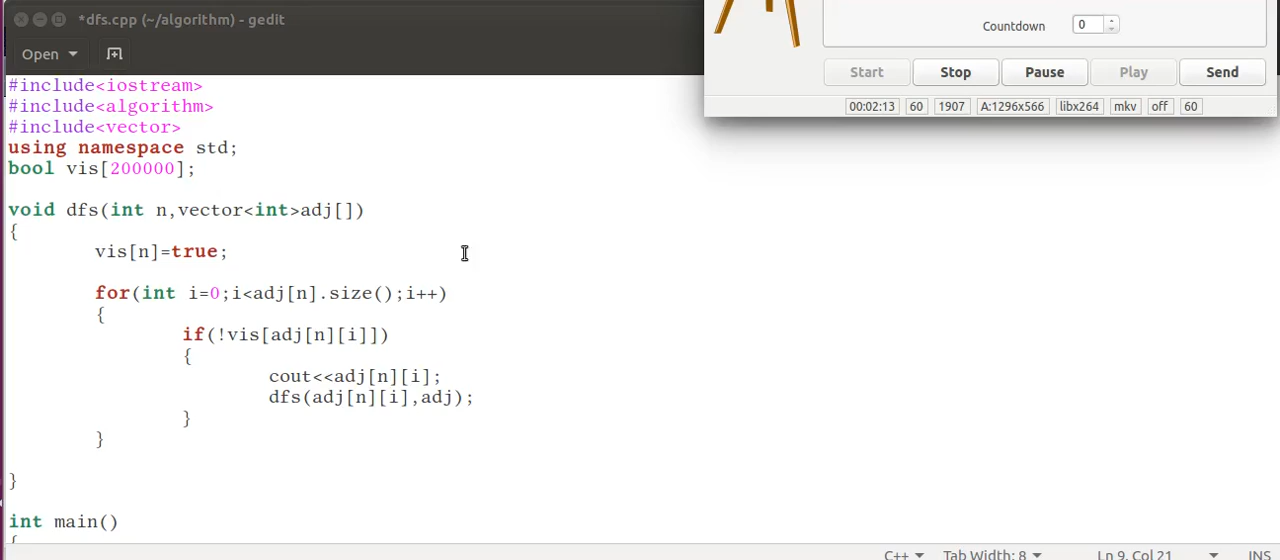 *dfs.cpp (~/algorithm) - gedit
Open
#include<iostream>
#include<algorithm>
#include<vector>
using namespace std;
bool vis[200000];
void dfs(int n,vector<int>adj[])
{
vis[n]=true;
for(int i=0;i<adj[n].size();i++)
{
if(!vis[adj[n][i]])
{
cout<<adj[n][i];
dfs(adj[n][i],adj);
}
}
}
int main()
{
Countdown 0
Start Stop Pause Play Send
00:02:13 60 1907 A:1296x566 libx264 mkv off 60
C++ Tab Width: 8 Ln 9, Col 21 INS